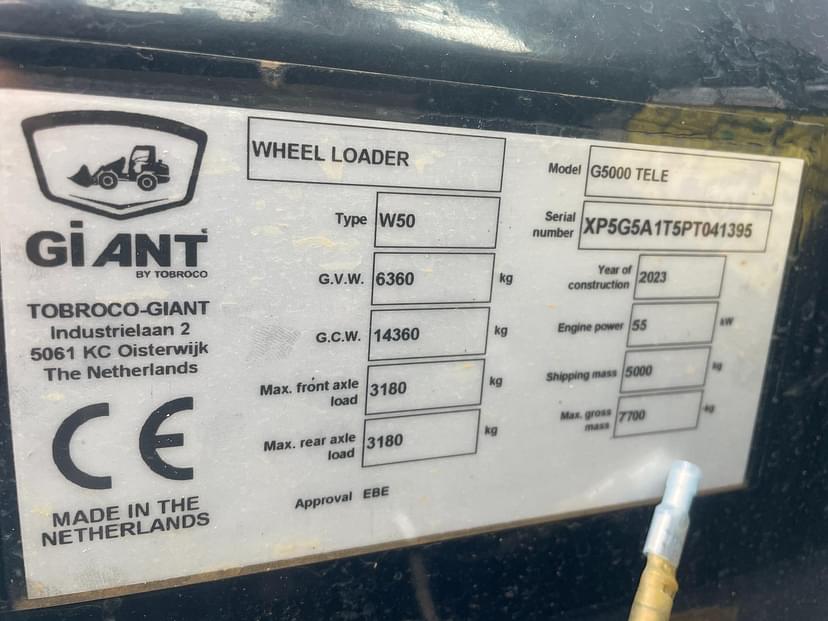 WHEEL LOADER
Model G5000 TELE
GiANT
BY TOBROCO
Type W50
Serial number XP5G5A1T5PT041395
G.V.W. 6360 kg
Year of construction 2023
TOBROCO-GIANT
Industrielaan 2
5061 KC Oisterwijk
The Netherlands
G.C.W. 14360 kg
Engine power 55 kW
Max. front axle load 3180 kg
Shipping mass 5000 kg
Max. rear axle load 3180 kg
Max. gross mass 7700 kg
CE
Approval EBE
MADE IN THE
NETHERLANDS